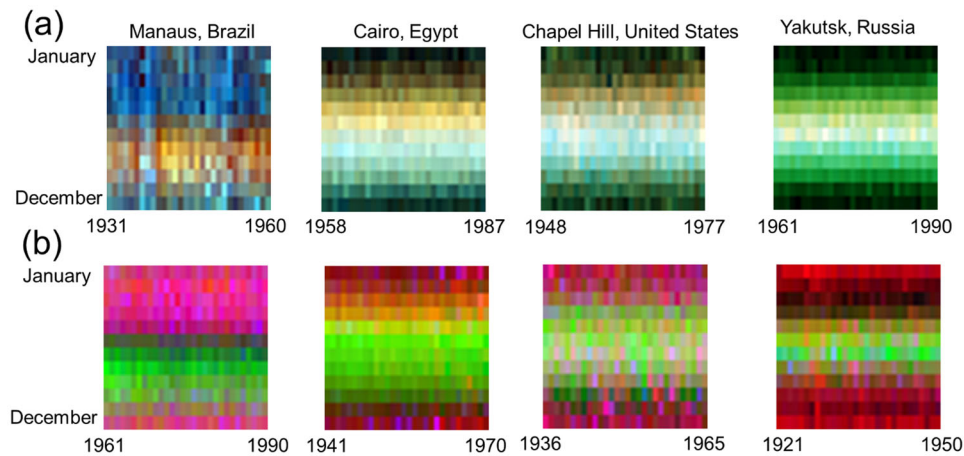 (a)
Manaus, Brazil Cairo, Egypt Chapel Hill, United States Yakutsk, Russia
January
December
1931 1960 1958 1987 1948 1977 1961 1990
(b)
January
December
1961 1990 1941 1970 1936 1965 1921 1950